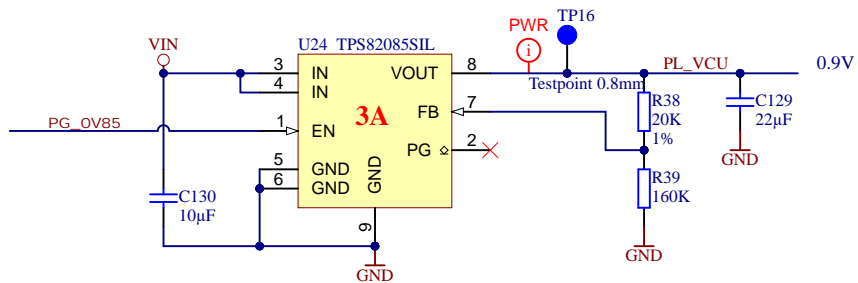 PWR
TP16
VIN
U24 TPS82085SIL
PL_VCU
0.9V
3
IN
VOUT
8
4
IN
Testpoint 0.8mm
3A
FB
7
R38
20K
1%
C129
22µF
PG_0V85
1
EN
PG
2
GND
5
GND
6
GND
GND
9
C130
10µF
R39
160K
GND
GND